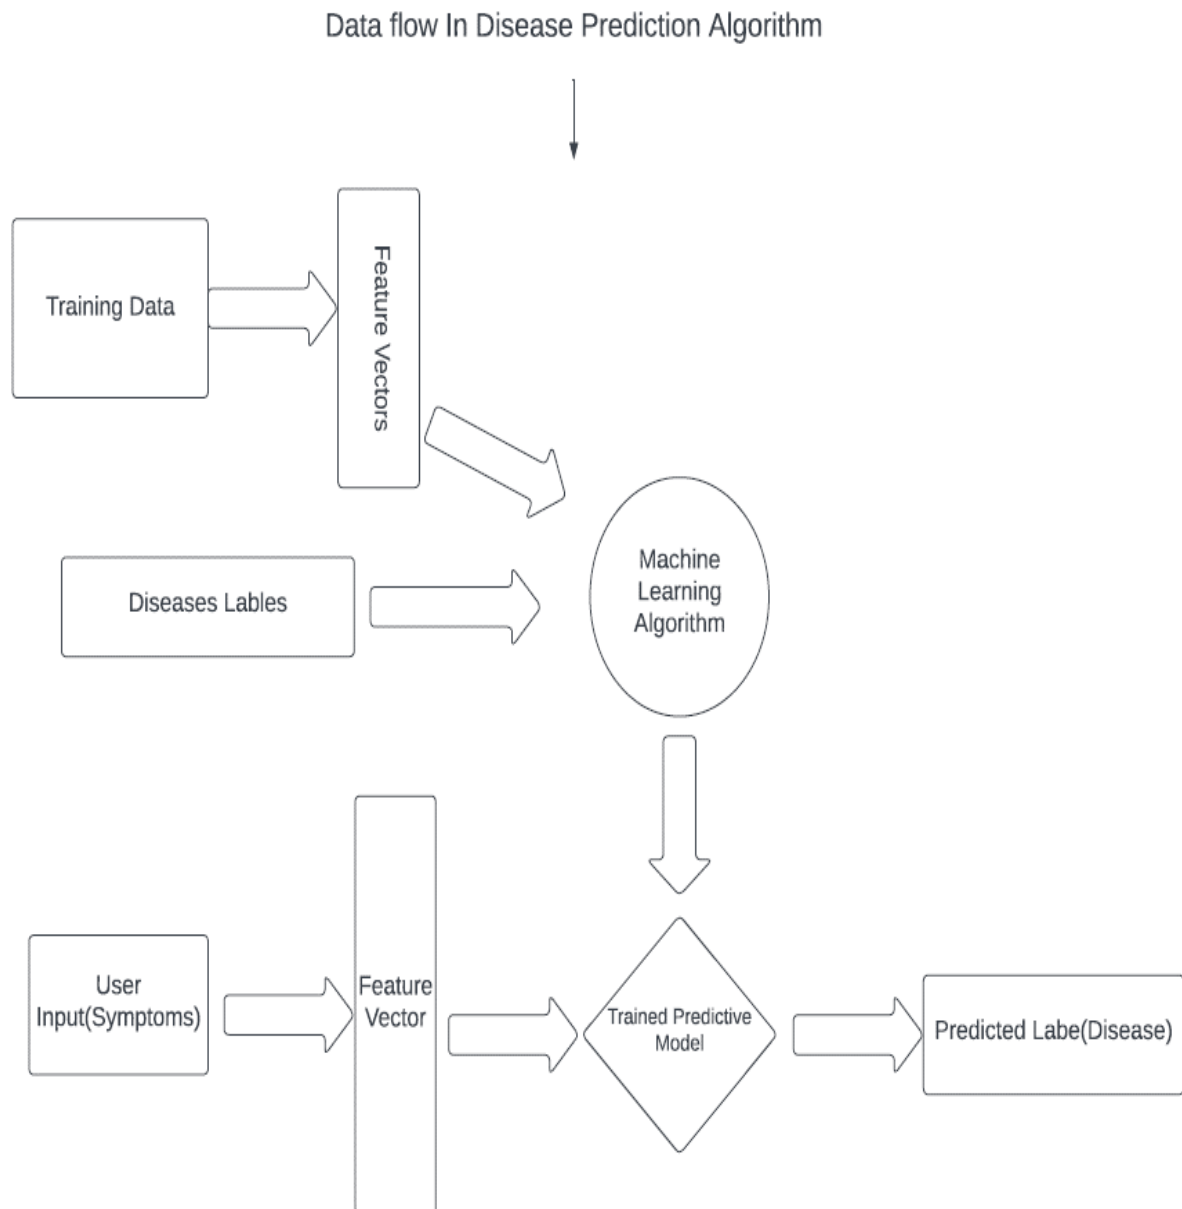 Data flow In Disease Prediction Algorithm
Training Data
Feature Vectors
Diseases Lables
Machine
Learning
Algorithm
User
Input(Symptoms)
Feature
Vector
Trained Predictive
Model
Predicted Labe(Disease)